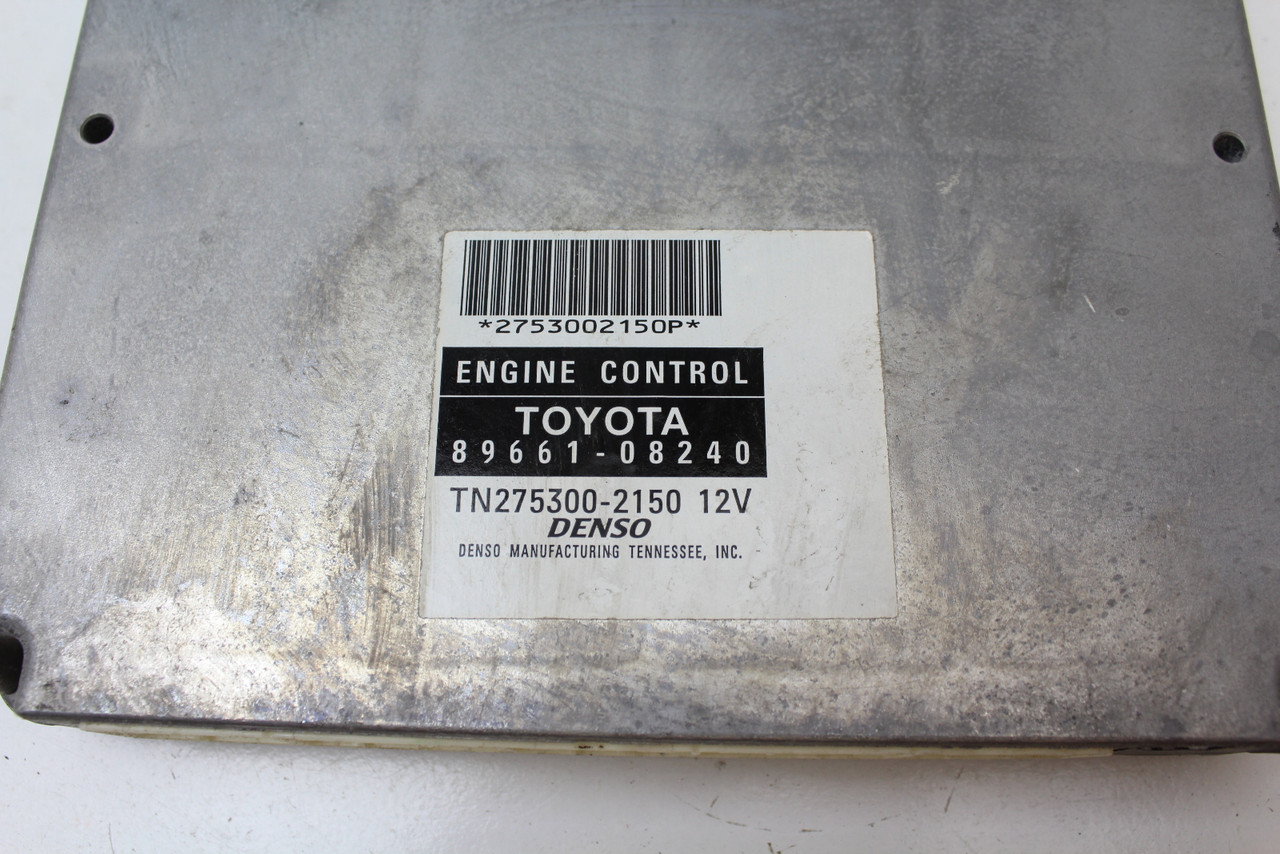 *2753002150P*
ENGINE CONTROL
TOYOTA
89661-08240
TN275300-2150 12V
DENSO
DENSO MANUFACTURING TENNESSEE, INC.